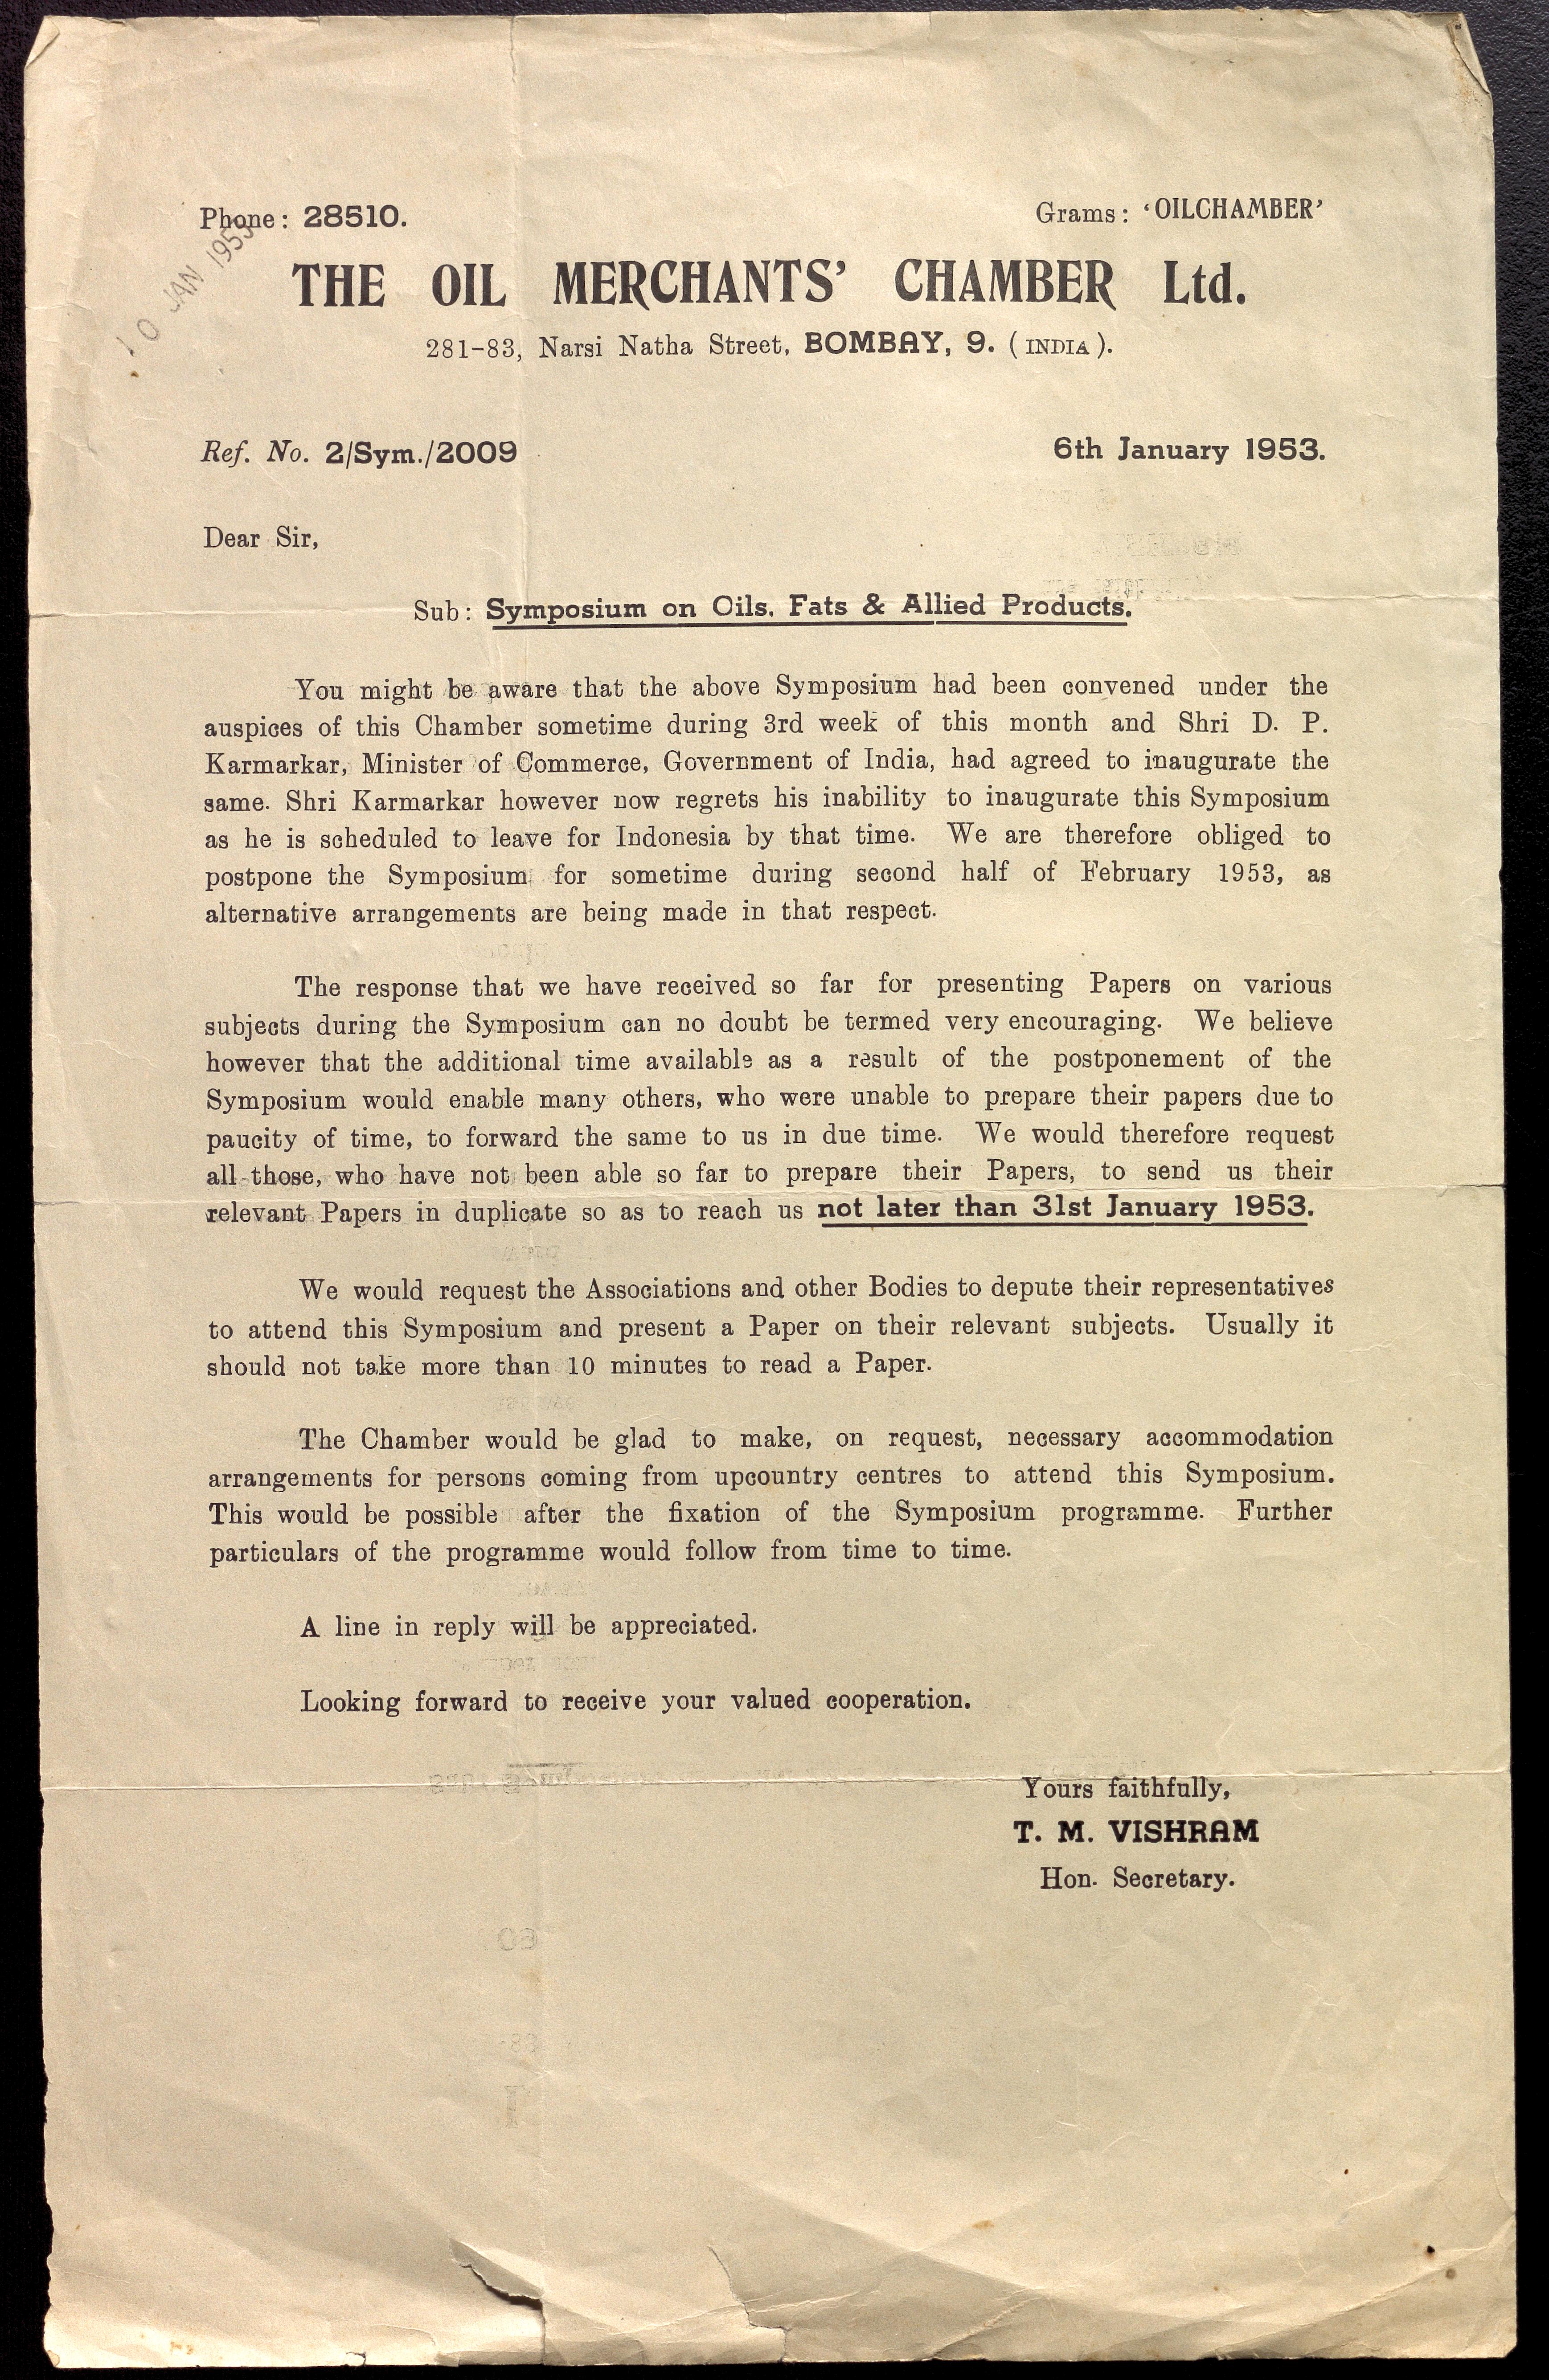 Phone: 28510.
Grams: ‘OILCHAMBER’
10 JAN 1953
THE OIL MERCHANTS’ CHAMBER Ltd.
281-83, Narsi Natha Street, BOMBAY, 9. (INDIA).
Ref. No. 2/Sym./2009
6th January 1953.
Dear Sir,
Sub: Symposium on Oils, Fats & Allied Products.
You might be aware that the above Symposium had been convened under the
auspices of this Chamber sometime during 3rd week of this month and Shri D. P.
Karmarkar, Minister of Commerce, Government of India, had agreed to inaugurate the
same. Shri Karmarkar however now regrets his inability to inaugurate this Symposium
as he is scheduled to leave for Indonesia by that time. We are therefore obliged to
postpone the Symposium for sometime during second half of February 1953, as
alternative arrangements are being made in that respect.
The response that we have received so far for presenting Papers on various
subjects during the Symposium can no doubt be termed very encouraging. We believe
however that the additional time available as a result of the postponement of the
Symposium would enable many others, who were unable to prepare their papers due to
paucity of time, to forward the same to us in due time. We would therefore request
all those, who have not been able so far to prepare their Papers, to send us their
relevant Papers in duplicate so as to reach us not later than 31st January 1953.
We would request the Associations and other Bodies to depute their representatives
to attend this Symposium and present a Paper on their relevant subjects. Usually it
should not take more than 10 minutes to read a Paper.
The Chamber would be glad to make, on request, necessary accommodation
arrangements for persons coming from upcountry centres to attend this Symposium.
This would be possible after the fixation of the Symposium programme. Further
particulars of the programme would follow from time to time.
A line in reply will be appreciated.
Looking forward to receive your valued cooperation.
Yours faithfully,
T. M. VISHRAM
Hon. Secretary.